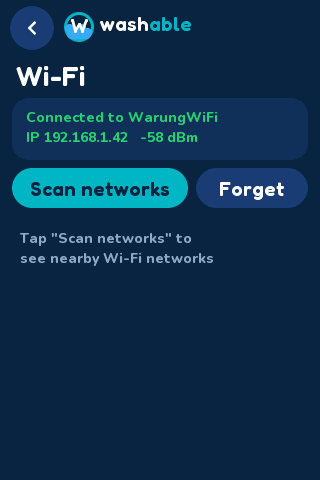 washable
Wi-Fi
Connected to WarungWiFi
IP 192.168.1.42 -58 dBm
Scan networks
Forget
Tap "Scan networks" to
see nearby Wi-Fi networks